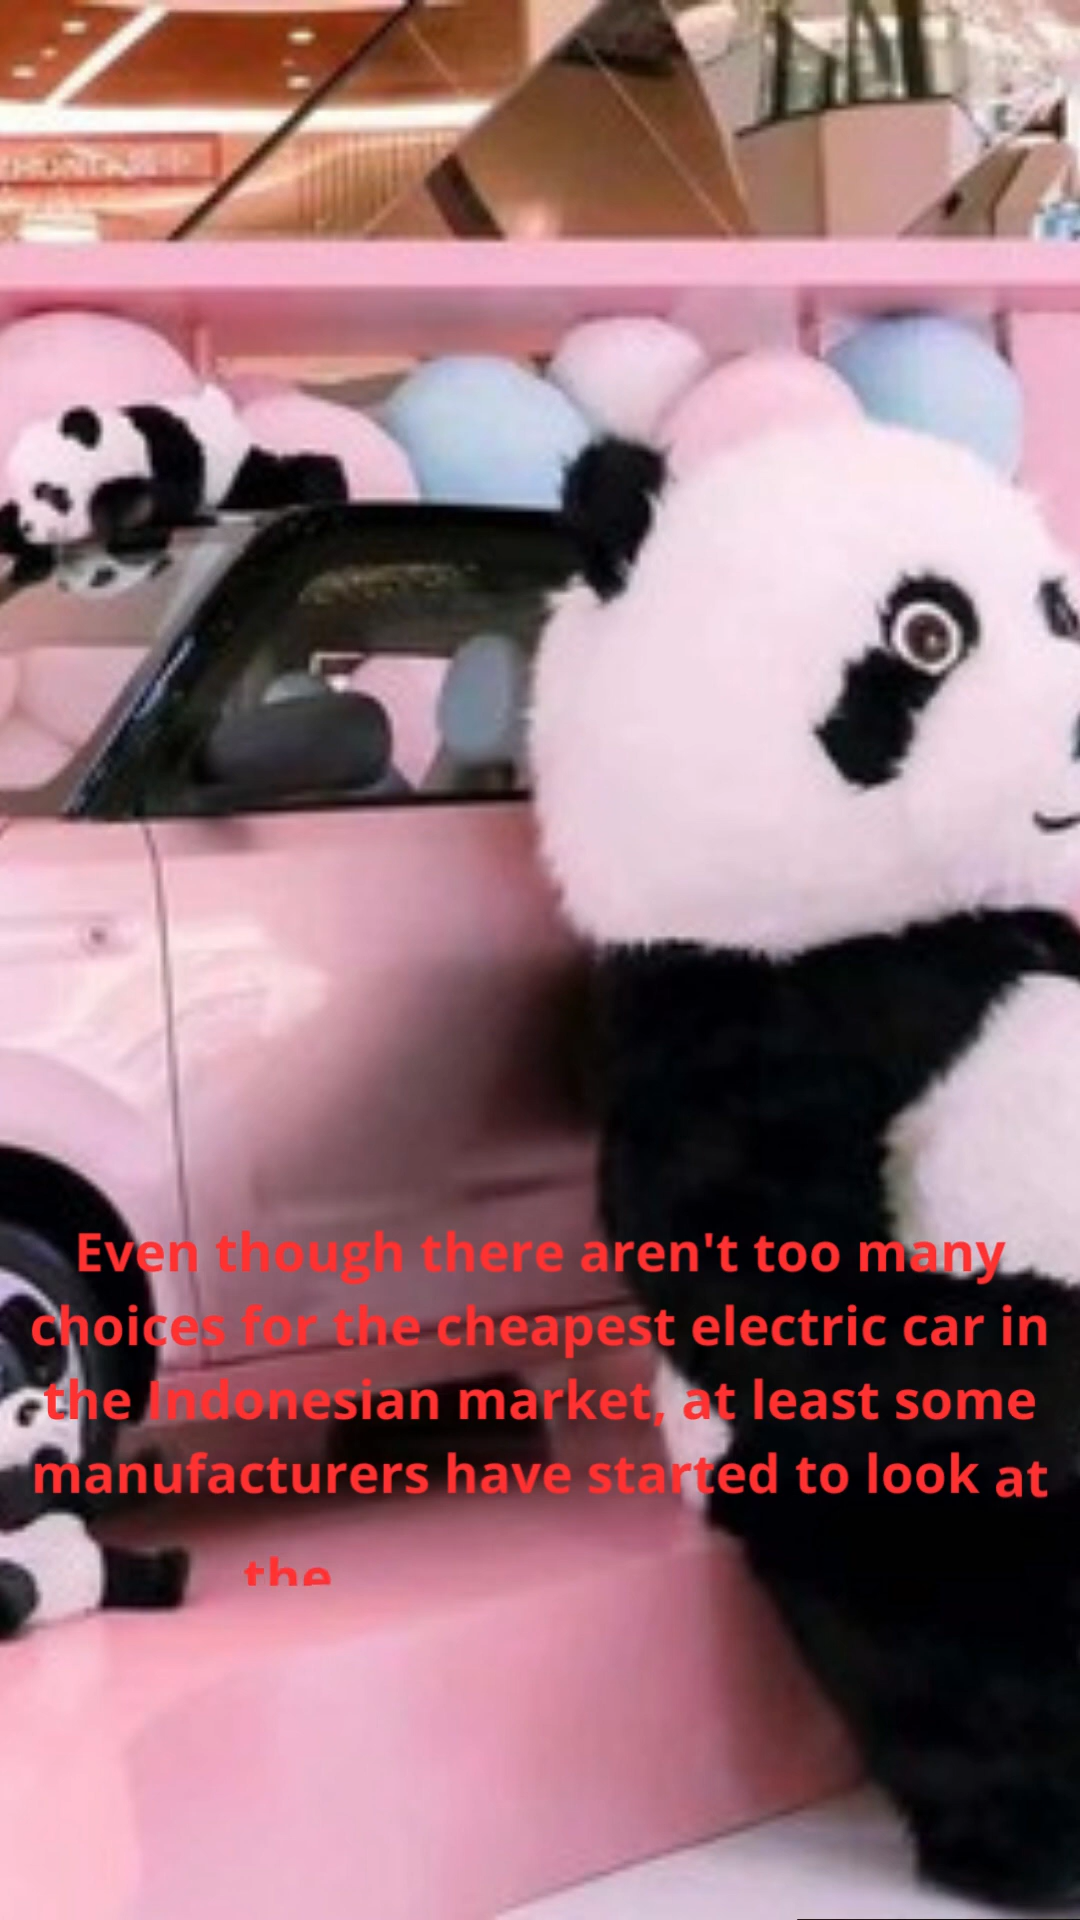 Even though there aren't too many
choices for the cheapest electric car in
the Indonesian market, at least some
manufacturers have started to look at
the